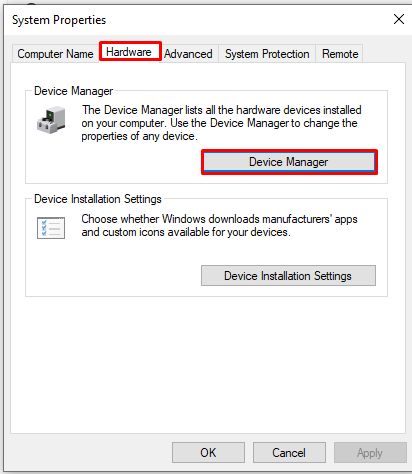 System Properties
Computer Name Hardware Advanced System Protection Remote
Device Manager
The Device Manager lists all the hardware devices installed
on your computer. Use the Device Manager to change the
properties of any device.
Device Manager
Device Installation Settings
Choose whether Windows downloads manufacturers' apps
and custom icons available for your devices.
Device Installation Settings
OK Cancel Apply